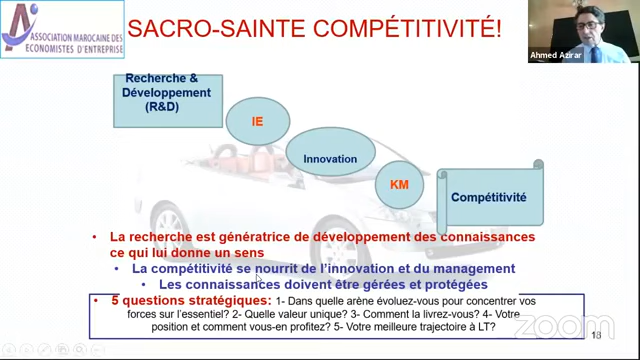 ASSOCIATION MAROCAINE DES
ÉCONOMISTES D'ENTREPRISE
SACRO-SAINTE COMPÉTITIVITÉ!
Ahmed Azirar
Recherche &
Développement
(R&D)
IE
Innovation
KM
Compétitivité
• La recherche est génératrice de développement des connaissances
ce qui lui donne un sens
• La compétitivité se nourrit de l'innovation et du management
• Les connaissances doivent être gérées et protégées
• 5 questions stratégiques: 1- Dans quelle arène évoluez-vous pour concentrer vos
forces sur l'essentiel? 2- Quelle valeur unique? 3- Comment la livrez-vous? 4- Votre
position et comment vous-en profitez? 5- Votre meilleure trajectoire à LT?
zoom
18